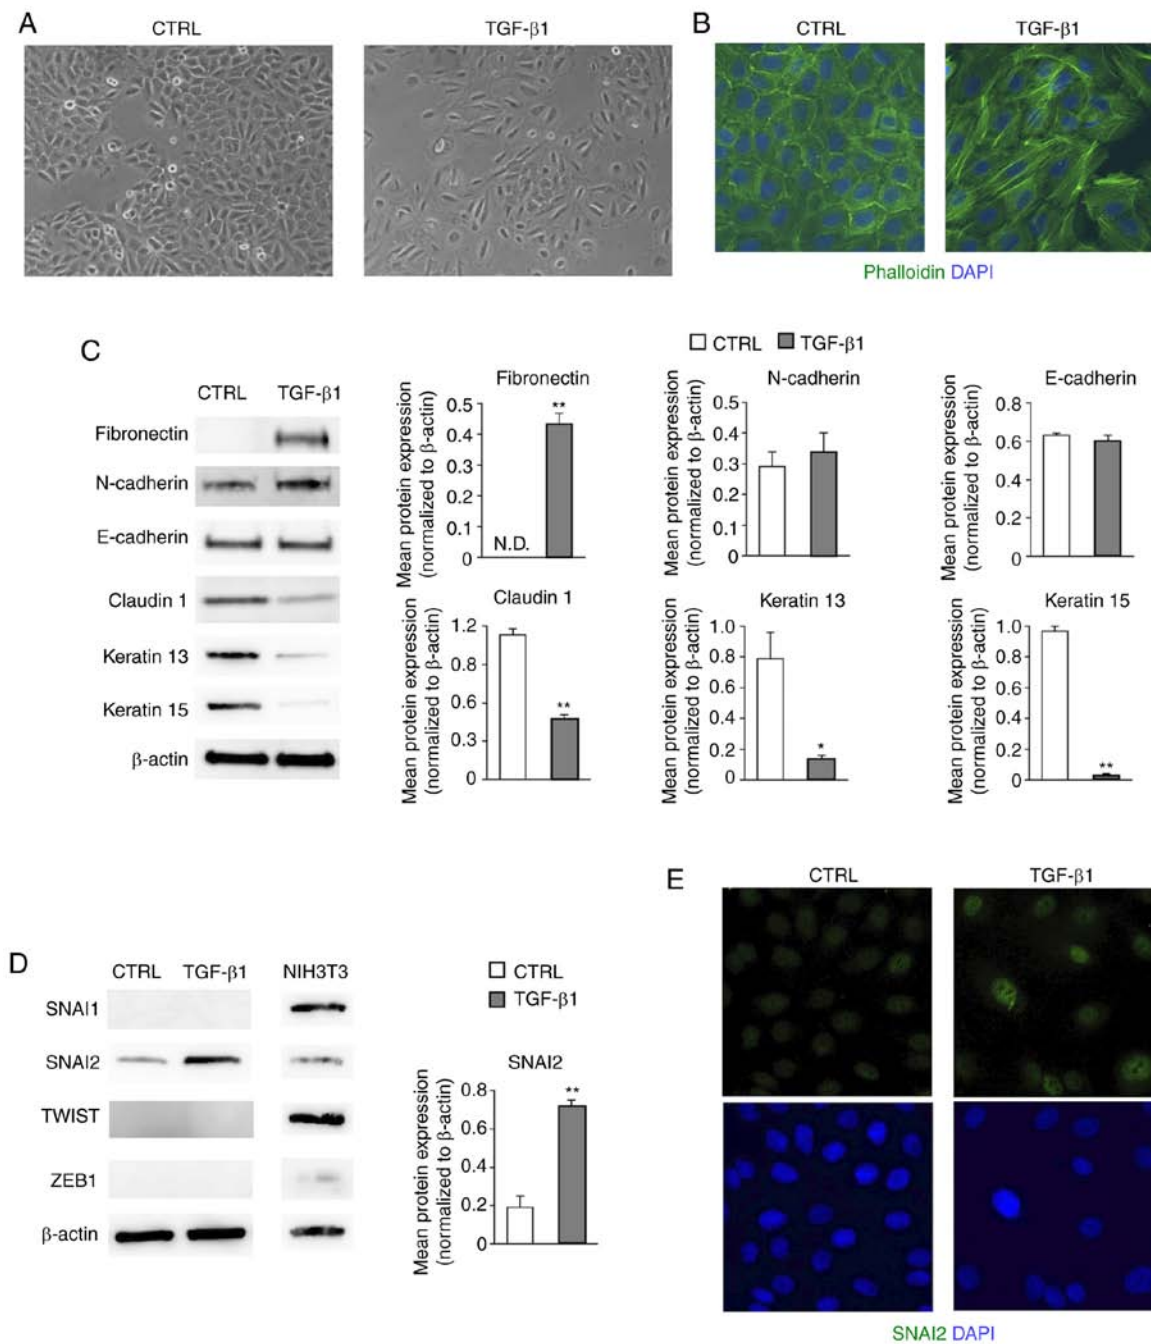 A
CTRL
TGF-β1
B
CTRL
TGF-β1
Phalloidin DAPI
C
CTRL
TGF-β1
Fibronectin
N-cadherin
E-cadherin
Claudin 1
Keratin 13
Keratin 15
β-actin
CTRL
TGF-β1
Fibronectin
Mean protein expression
(normalized to β-actin)
0.5
0.4
0.3
0.2
0.1
0
N.D.
**
N-cadherin
Mean protein expression
(normalized to β-actin)
0.5
0.4
0.3
0.2
0.1
0
E-cadherin
Mean protein expression
(normalized to β-actin)
0.8
0.6
0.4
0.2
0
Claudin 1
Mean protein expression
(normalized to β-actin)
1.2
0.8
0.6
0.3
0
**
Keratin 13
Mean protein expression
(normalized to β-actin)
1.0
0.8
0.6
0.4
0.2
0
*
Keratin 15
Mean protein expression
(normalized to β-actin)
1.0
0.8
0.6
0.4
0.2
0
**
D
CTRL
TGF-β1
NIH3T3
SNAI1
SNAI2
TWIST
ZEB1
β-actin
CTRL
TGF-β1
SNAI2
Mean protein expression
(normalized to β-actin)
0.8
0.6
0.4
0.2
0
**
E
CTRL
TGF-β1
SNAI2 DAPI